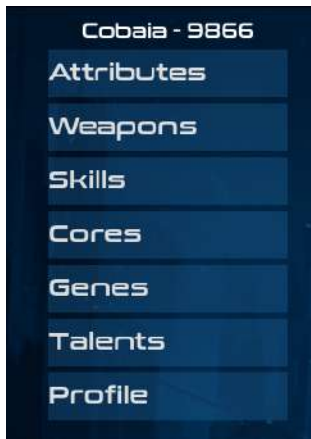 Cobaia - 9866
Attributes
Weapons
Skills
Cores
Genes
Talents
Profile